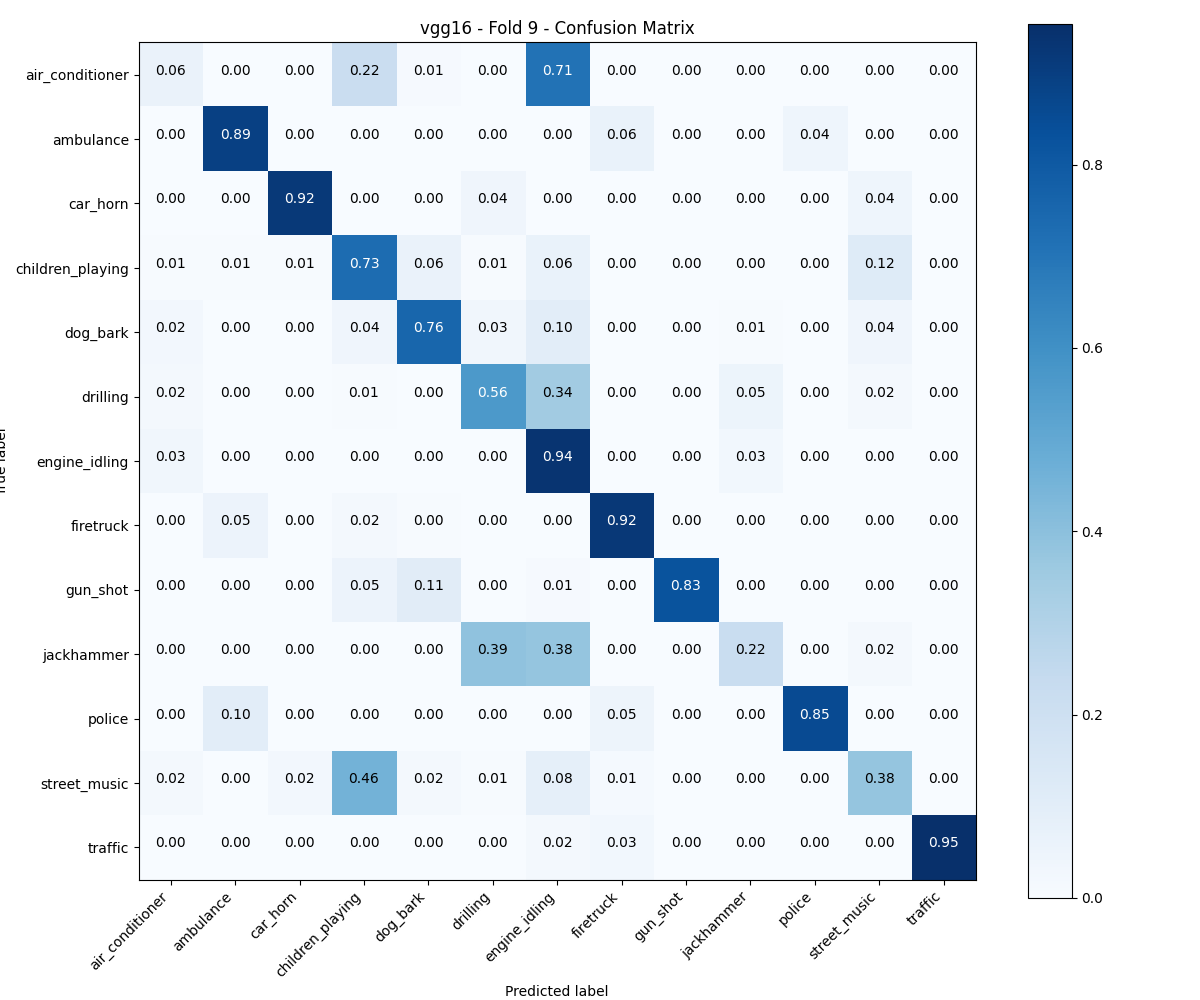 vgg16 - Fold 9 - Confusion Matrix
air_conditioner 0.06 0.00 0.00 0.22 0.01 0.00 0.71 0.00 0.00 0.00 0.00 0.00 0.00
ambulance 0.00 0.89 0.00 0.00 0.00 0.00 0.00 0.06 0.00 0.00 0.04 0.00 0.00
car_horn 0.00 0.00 0.92 0.00 0.00 0.04 0.00 0.00 0.00 0.00 0.00 0.04 0.00
children_playing 0.01 0.01 0.01 0.73 0.06 0.01 0.06 0.00 0.00 0.00 0.00 0.12 0.00
dog_bark 0.02 0.00 0.00 0.04 0.76 0.03 0.10 0.00 0.00 0.01 0.00 0.04 0.00
drilling 0.02 0.00 0.00 0.01 0.00 0.56 0.34 0.00 0.00 0.05 0.00 0.02 0.00
engine_idling 0.03 0.00 0.00 0.00 0.00 0.00 0.94 0.00 0.00 0.03 0.00 0.00 0.00
firetruck 0.00 0.05 0.00 0.02 0.00 0.00 0.00 0.92 0.00 0.00 0.00 0.00 0.00
gun_shot 0.00 0.00 0.00 0.05 0.11 0.00 0.01 0.00 0.83 0.00 0.00 0.00 0.00
jackhammer 0.00 0.00 0.00 0.00 0.00 0.39 0.38 0.00 0.00 0.22 0.00 0.02 0.00
police 0.00 0.10 0.00 0.00 0.00 0.00 0.00 0.05 0.00 0.00 0.85 0.00 0.00
street_music 0.02 0.00 0.02 0.46 0.02 0.01 0.08 0.01 0.00 0.00 0.00 0.38 0.00
traffic 0.00 0.00 0.00 0.00 0.00 0.00 0.02 0.03 0.00 0.00 0.00 0.00 0.95
air_conditioner
ambulance
car_horn
children_playing
dog_bark
drilling
engine_idling
firetruck
gun_shot
jackhammer
police
street_music
traffic
Predicted label
0.8
0.6
0.4
0.2
0.0